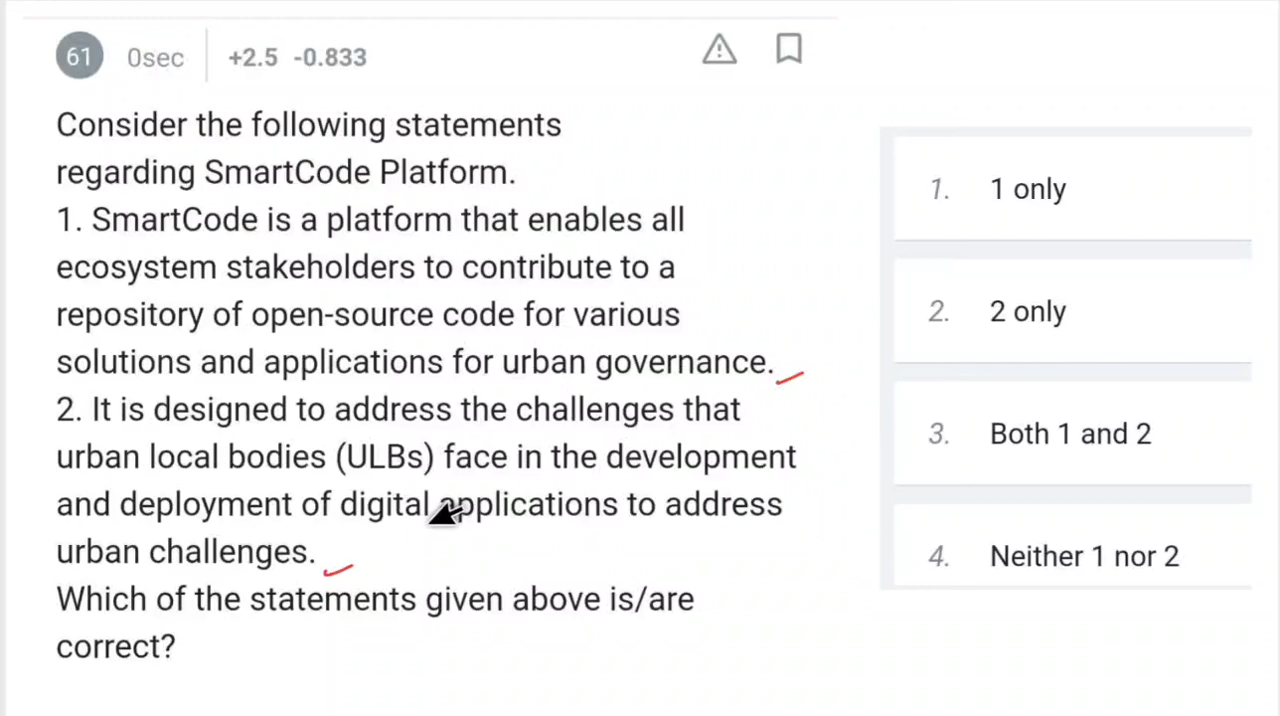 61 0sec +2.5 -0.833
Consider the following statements
regarding SmartCode Platform.
1. SmartCode is a platform that enables all
ecosystem stakeholders to contribute to a
repository of open-source code for various
solutions and applications for urban governance.
2. It is designed to address the challenges that
urban local bodies (ULBs) face in the development
and deployment of digital applications to address
urban challenges.
Which of the statements given above is/are
correct?
1. 1 only
2. 2 only
3. Both 1 and 2
4. Neither 1 nor 2